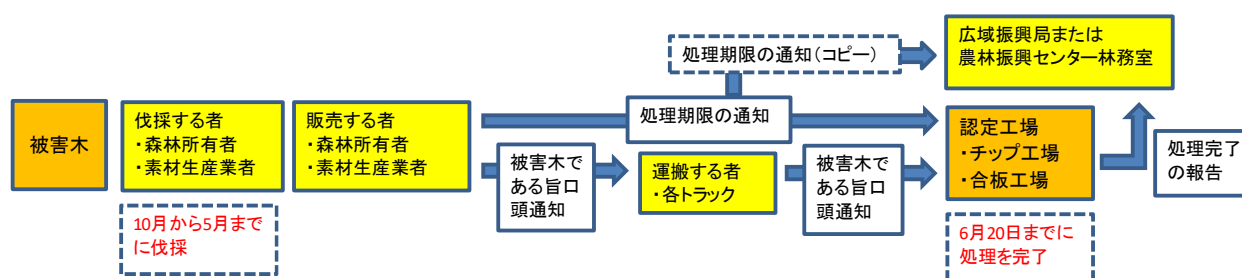 被害木
伐採する者
・森林所有者
・素材生産業者
10月から5月まで
に伐採
販売する者
・森林所有者
・素材生産業者
処理期限の通知(コピー)
処理期限の通知
被害木で
ある旨口
頭通知
運搬する者
・各トラック
被害木で
ある旨口
頭通知
広域振興局または
農林振興センター林務室
認定工場
・チップ工場
・合板工場
6月20日までに
処理を完了
処理完了
の報告